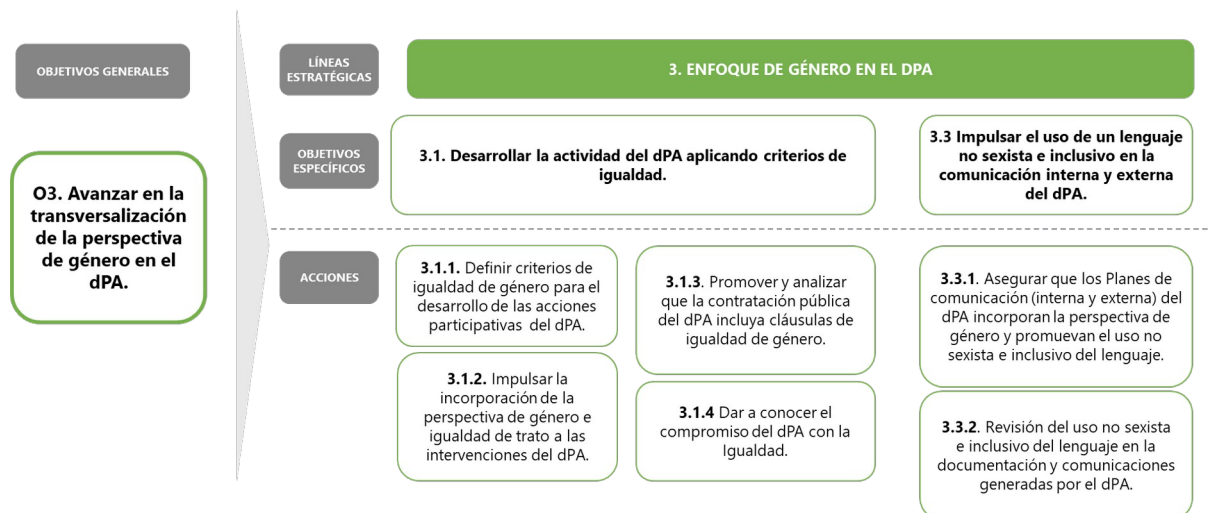 OBJETIVOS GENERALES
O3. Avanzar en la
transversalización
de la perspectiva
de género en el
dPA.
LÍNEAS
ESTRATÉGICAS
3. ENFOQUE DE GÉNERO EN EL DPA
OBJETIVOS
ESPECÍFICOS
3.1. Desarrollar la actividad del dPA aplicando criterios de
igualdad.
3.3 Impulsar el uso de un lenguaje
no sexista e inclusivo en la
comunicación interna y externa
del dPA.
ACCIONES
3.1.1. Definir criterios de
igualdad de género para el
desarrollo de las acciones
participativas del dPA.
3.1.2. Impulsar la
incorporación de la
perspectiva de género e
igualdad de trato a las
intervenciones del dPA.
3.1.3. Promover y analizar
que la contratación pública
del dPA incluya cláusulas de
igualdad de género.
3.1.4 Dar a conocer el
compromiso del dPA con la
Igualdad.
3.3.1. Asegurar que los Planes de
comunicación (interna y externa) del
dPA incorporan la perspectiva de
género y promuevan el uso no
sexista e inclusivo del lenguaje.
3.3.2. Revisión del uso no sexista
e inclusivo del lenguaje en la
documentación y comunicaciones
generadas por el dPA.